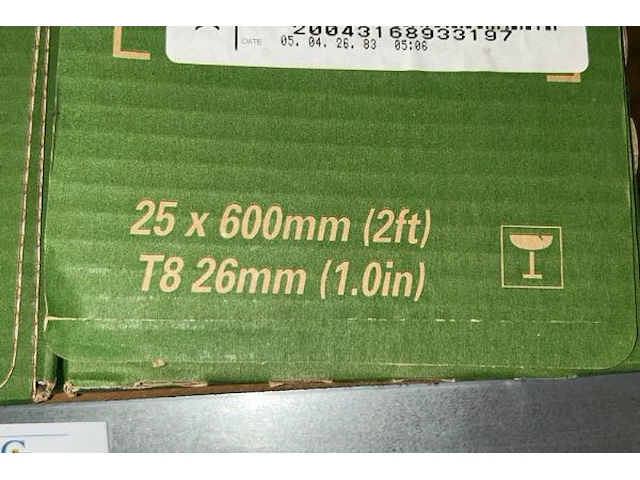 20043168933197
DATE 05. 04. 26. 83 05:06
25 x 600mm (2ft)
T8 26mm (1.0in)